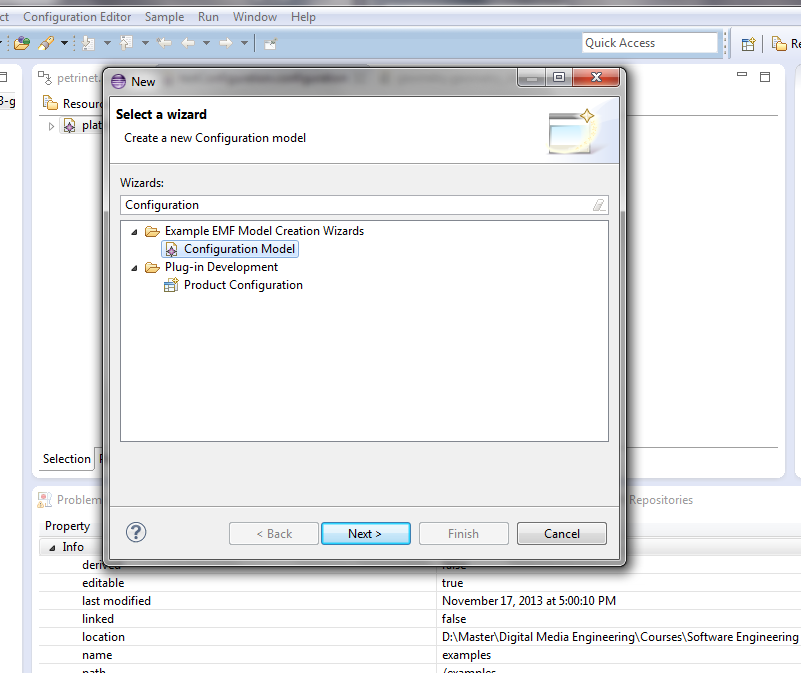 ct Configuration Editor Sample Run Window Help
Quick Access
Re
petrinet.
3-g
Resourc
plat
New
Select a wizard
Create a new Configuration model
Wizards:
Configuration
Example EMF Model Creation Wizards
Configuration Model
Plug-in Development
Product Configuration
Selection
Problem
Repositories
< Back Next > Finish Cancel
Property
Info
derived false
editable true
last modified November 17, 2013 at 5:00:10 PM
linked false
location D:\Master\Digital Media Engineering\Courses\Software Engineering
name examples
path /examples